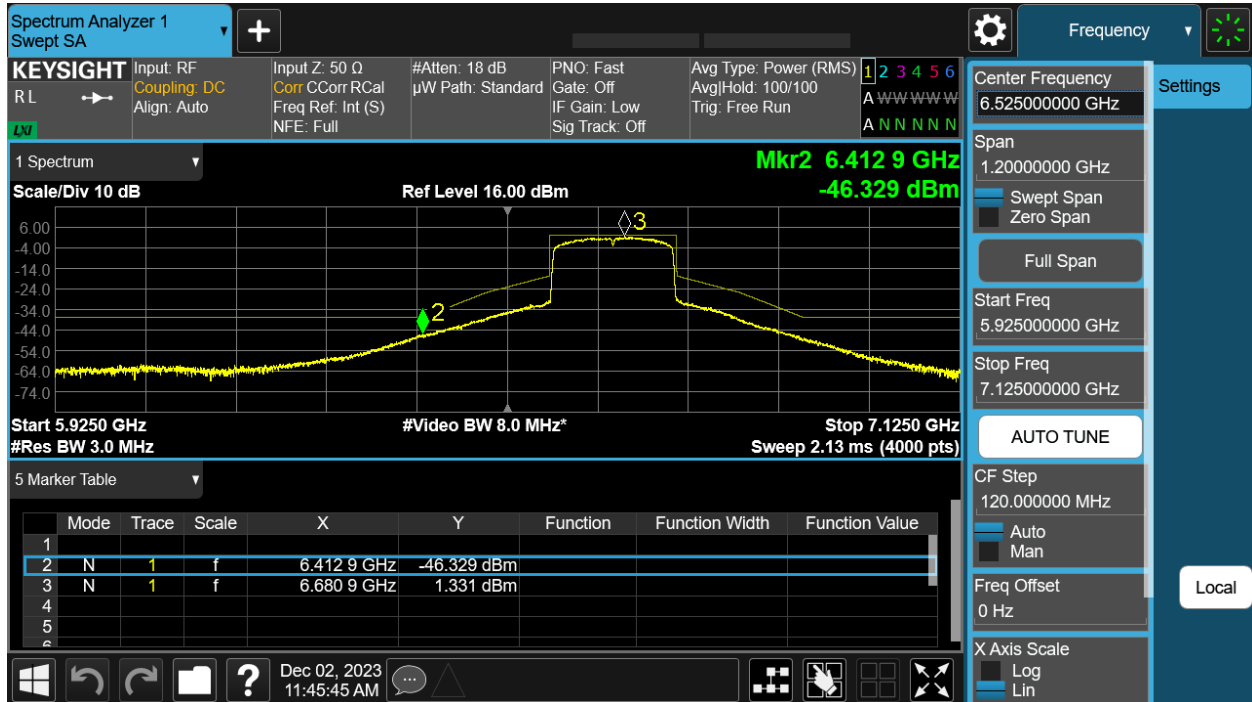 Spectrum Analyzer 1
Swept SA
+
Frequency
KEYSIGHT
R L
LXI
Input: RF
Coupling: DC
Align: Auto
Input Z: 50 Ω
Corr CCorr RCal
Freq Ref: Int (S)
NFE: Full
#Atten: 18 dB
µW Path: Standard
PNO: Fast
Gate: Off
IF Gain: Low
Sig Track: Off
Avg Type: Power (RMS)
Avg|Hold: 100/100
Trig: Free Run
1 2 3 4 5 6
A W W W W W
A N N N N N
1 Spectrum
Mkr2 6.412 9 GHz
-46.329 dBm
Scale/Div 10 dB
Ref Level 16.00 dBm
6.00
-4.00
-14.0
-24.0
-34.0
-44.0
-54.0
-64.0
-74.0
2
3
Start 5.9250 GHz
#Video BW 8.0 MHz*
Stop 7.1250 GHz
#Res BW 3.0 MHz
Sweep 2.13 ms (4000 pts)
5 Marker Table
Mode Trace Scale X Y Function Function Width Function Value
1
2 N 1 f 6.412 9 GHz -46.329 dBm
3 N 1 f 6.680 9 GHz 1.331 dBm
4
5
6
?
Dec 02, 2023
11:45:45 AM
Center Frequency
6.525000000 GHz
Span
1.20000000 GHz
Swept Span
Zero Span
Full Span
Start Freq
5.925000000 GHz
Stop Freq
7.125000000 GHz
AUTO TUNE
CF Step
120.000000 MHz
Auto
Man
Freq Offset
0 Hz
X Axis Scale
Log
Lin
Settings
Local